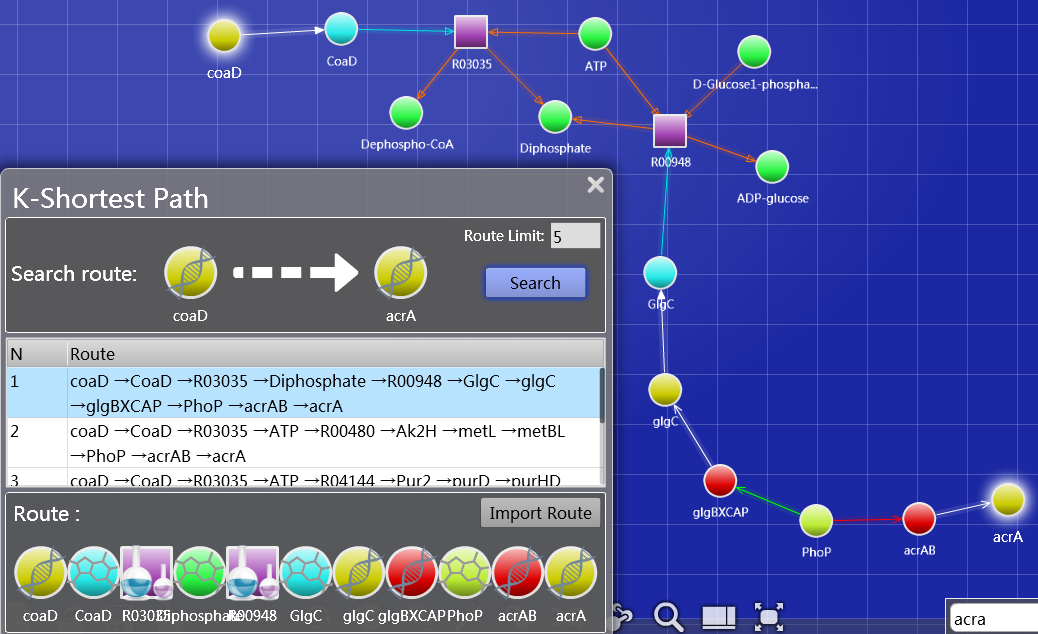 coaD
CoaD
R03035
ATP
D-Glucose1-phospha...
Dephospho-CoA
Diphosphate
R00948
ADP-glucose
K-Shortest Path
Route Limit: 5
Search route:
coaD
acrA
Search
N Route
1 coaD →CoaD →R03035 →Diphosphate →R00948 →GlgC →glgC
→glgBXCAP →PhoP →acrAB →acrA
2 coaD →CoaD →R03035 →ATP →R00480 →Ak2H →metL →metBL
→PhoP →acrAB →acrA
3 coaD →CoaD →R03035 →ATP →R04144 →Pur2 →purD →purHD
Route :
Import Route
coaD CoaD R03035 Diphosphate R00948 GlgC glgC glgBXCAP PhoP acrAB acrA
GlgC
glgC
glgBXCAP
PhoP
acrAB
acrA
acra